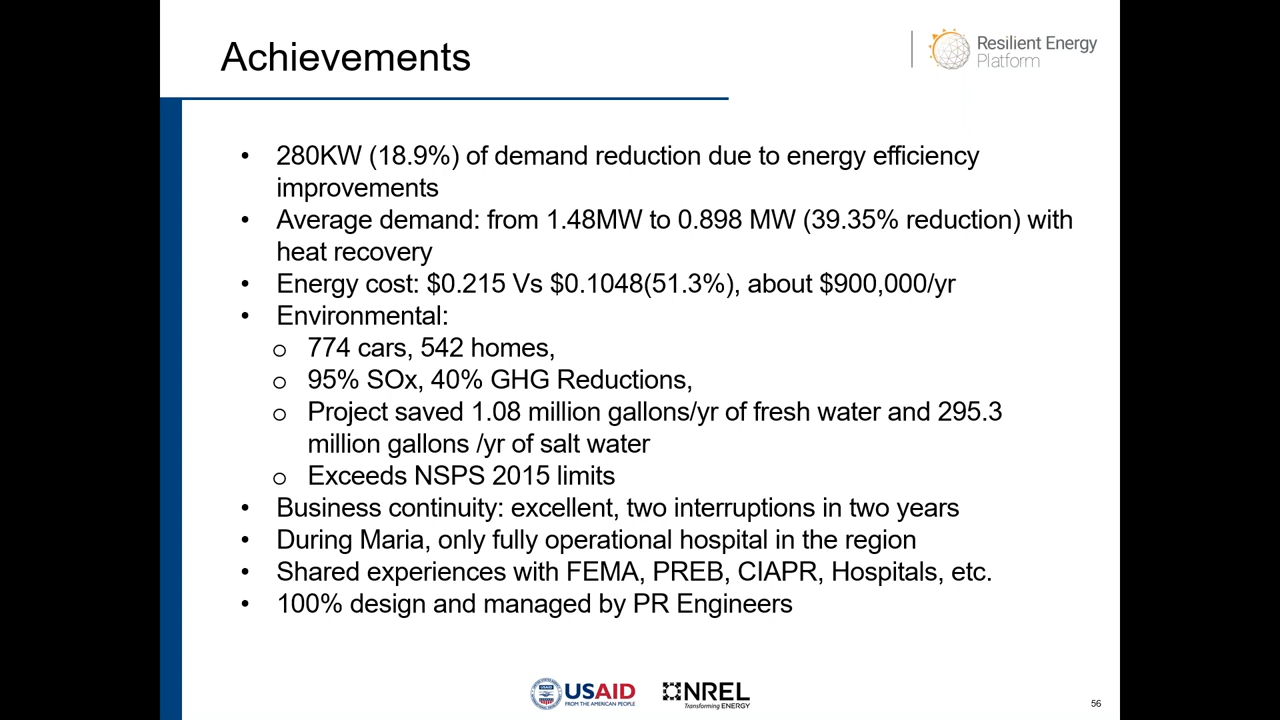 Achievements
Resilient Energy
Platform
• 280KW (18.9%) of demand reduction due to energy efficiency
improvements
• Average demand: from 1.48MW to 0.898 MW (39.35% reduction) with
heat recovery
• Energy cost: $0.215 Vs $0.1048(51.3%), about $900,000/yr
• Environmental:
o 774 cars, 542 homes,
o 95% SOx, 40% GHG Reductions,
o Project saved 1.08 million gallons/yr of fresh water and 295.3
million gallons /yr of salt water
o Exceeds NSPS 2015 limits
• Business continuity: excellent, two interruptions in two years
• During Maria, only fully operational hospital in the region
• Shared experiences with FEMA, PREB, CIAPR, Hospitals, etc.
• 100% design and managed by PR Engineers
USAID
FROM THE AMERICAN PEOPLE
NREL
Transforming ENERGY
56